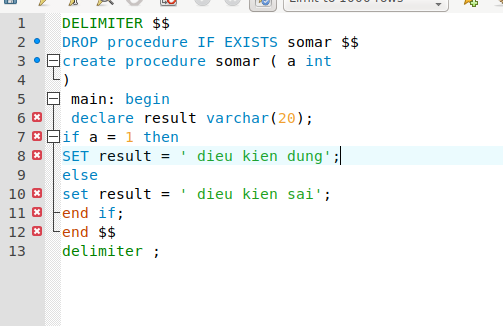 Limit to 1000 rows
1 DELIMITER $$
2 DROP procedure IF EXISTS somar $$
3 create procedure somar ( a int
4 )
5 main: begin
6 declare result varchar(20);
7 if a = 1 then
8 SET result = ' dieu kien dung';
9 else
10 set result = ' dieu kien sai';
11 end if;
12 end $$
13 delimiter ;